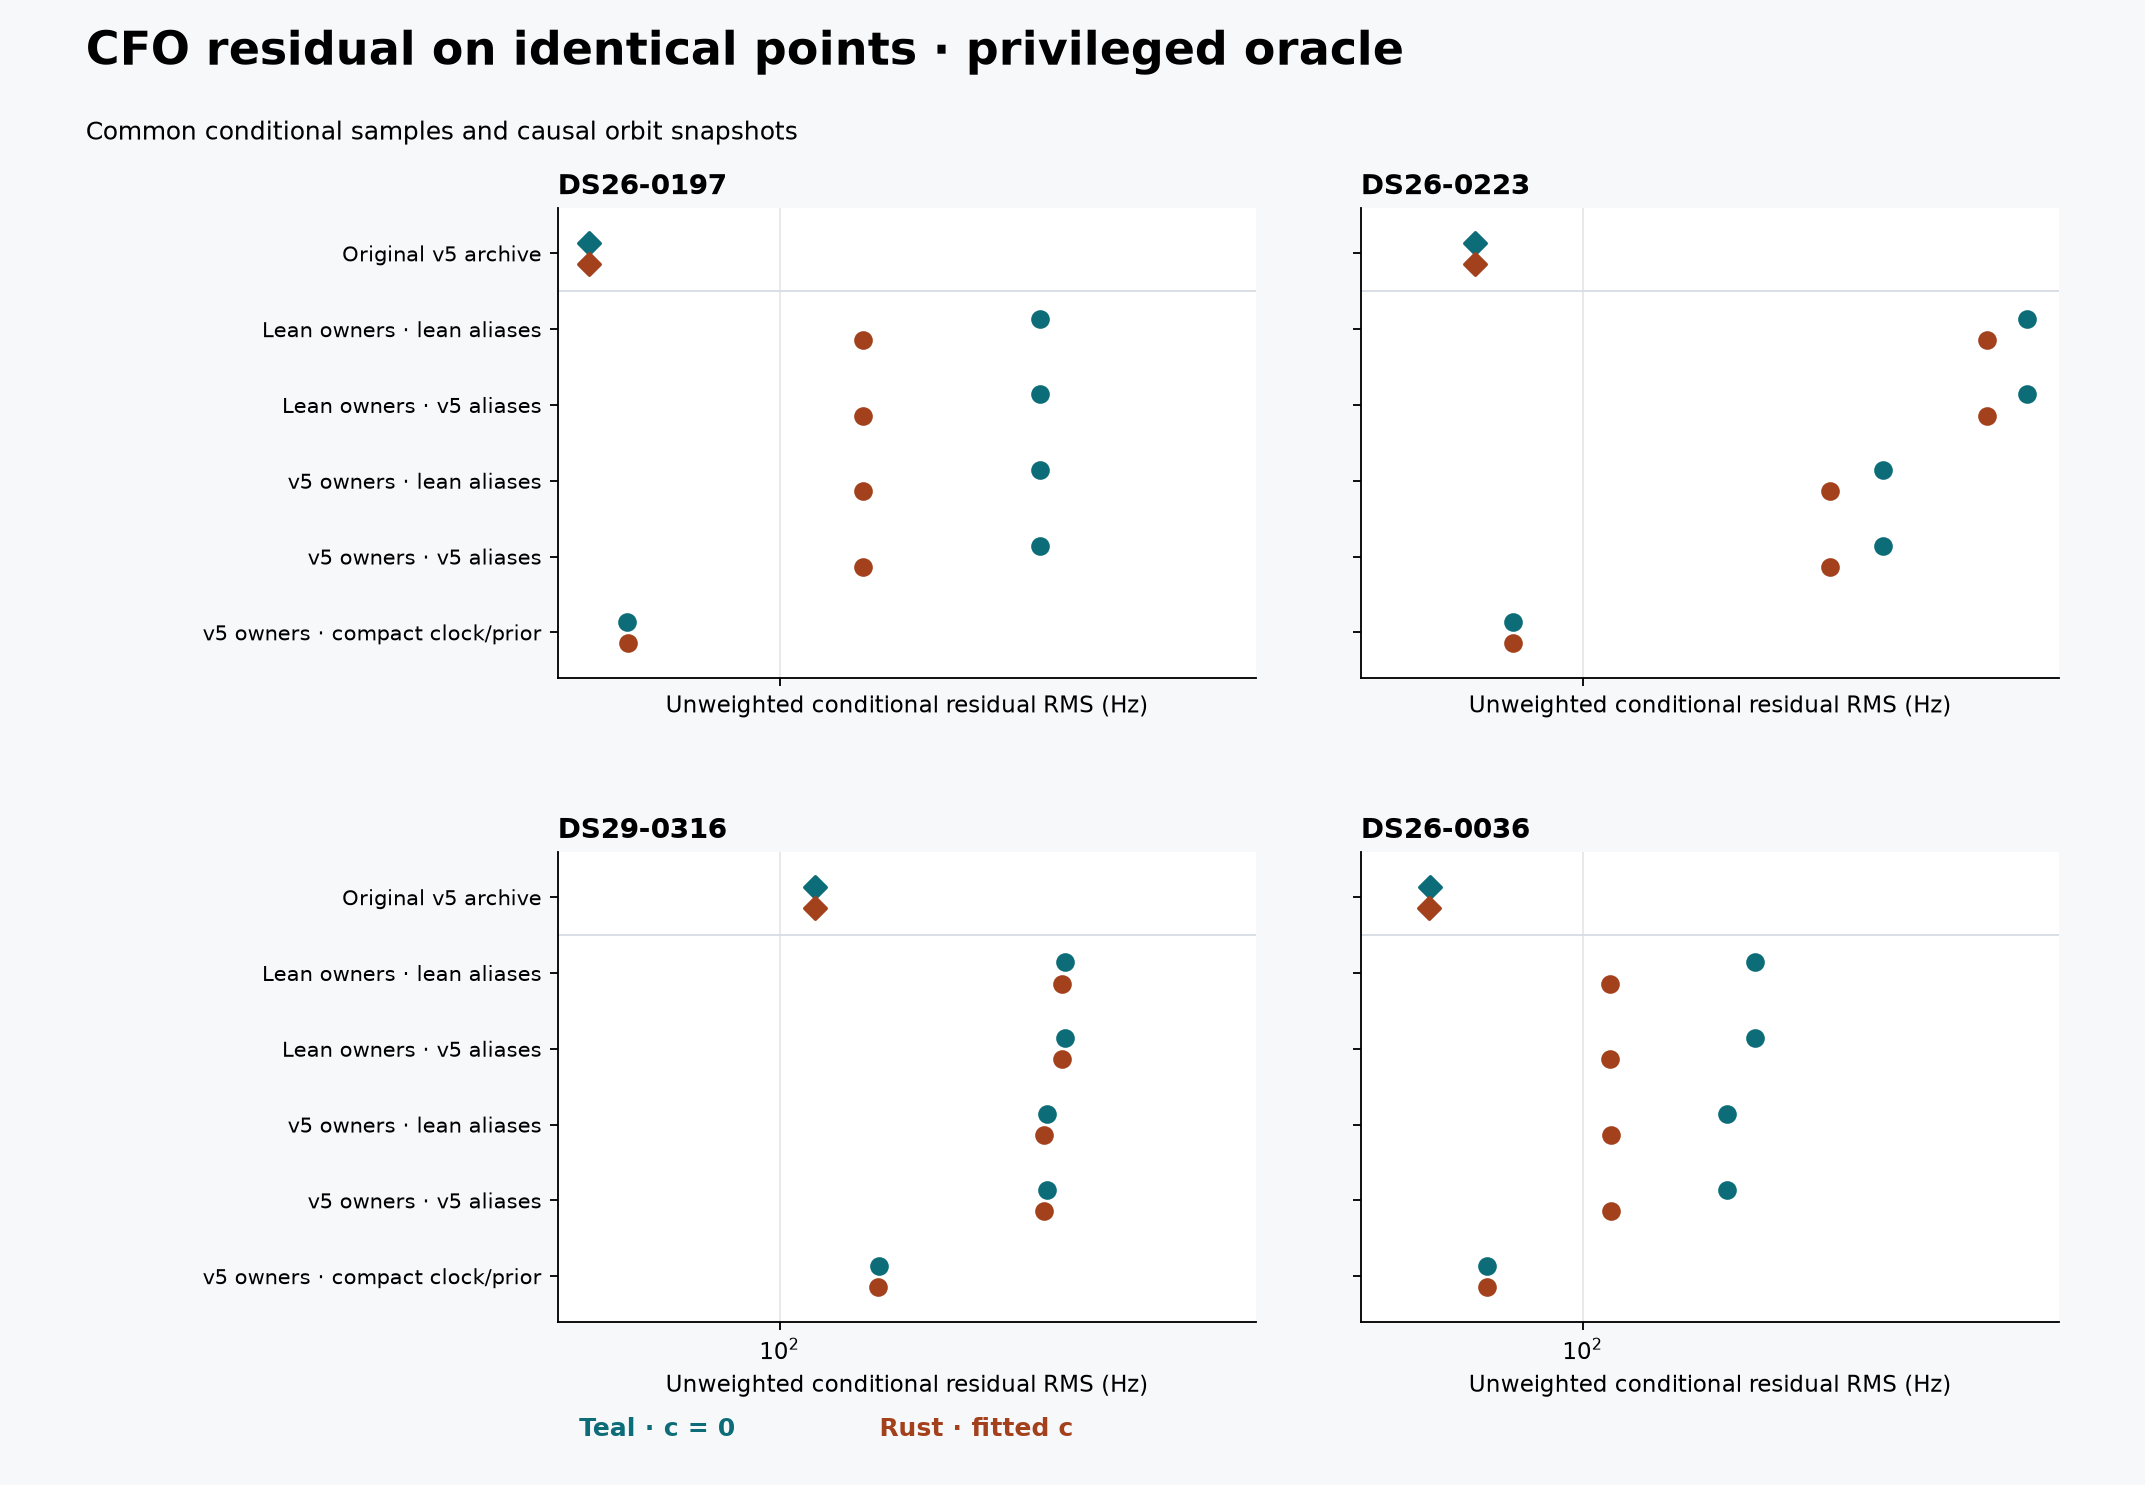 CFO residual on identical points · privileged oracle
Common conditional samples and causal orbit snapshots
DS26-0197
Original v5 archive
Lean owners · lean aliases
Lean owners · v5 aliases
v5 owners · lean aliases
v5 owners · v5 aliases
v5 owners · compact clock/prior
Unweighted conditional residual RMS (Hz)
DS26-0223
Unweighted conditional residual RMS (Hz)
DS29-0316
Original v5 archive
Lean owners · lean aliases
Lean owners · v5 aliases
v5 owners · lean aliases
v5 owners · v5 aliases
v5 owners · compact clock/prior
10²
Unweighted conditional residual RMS (Hz)
DS26-0036
10²
Unweighted conditional residual RMS (Hz)
Teal · c = 0
Rust · fitted c